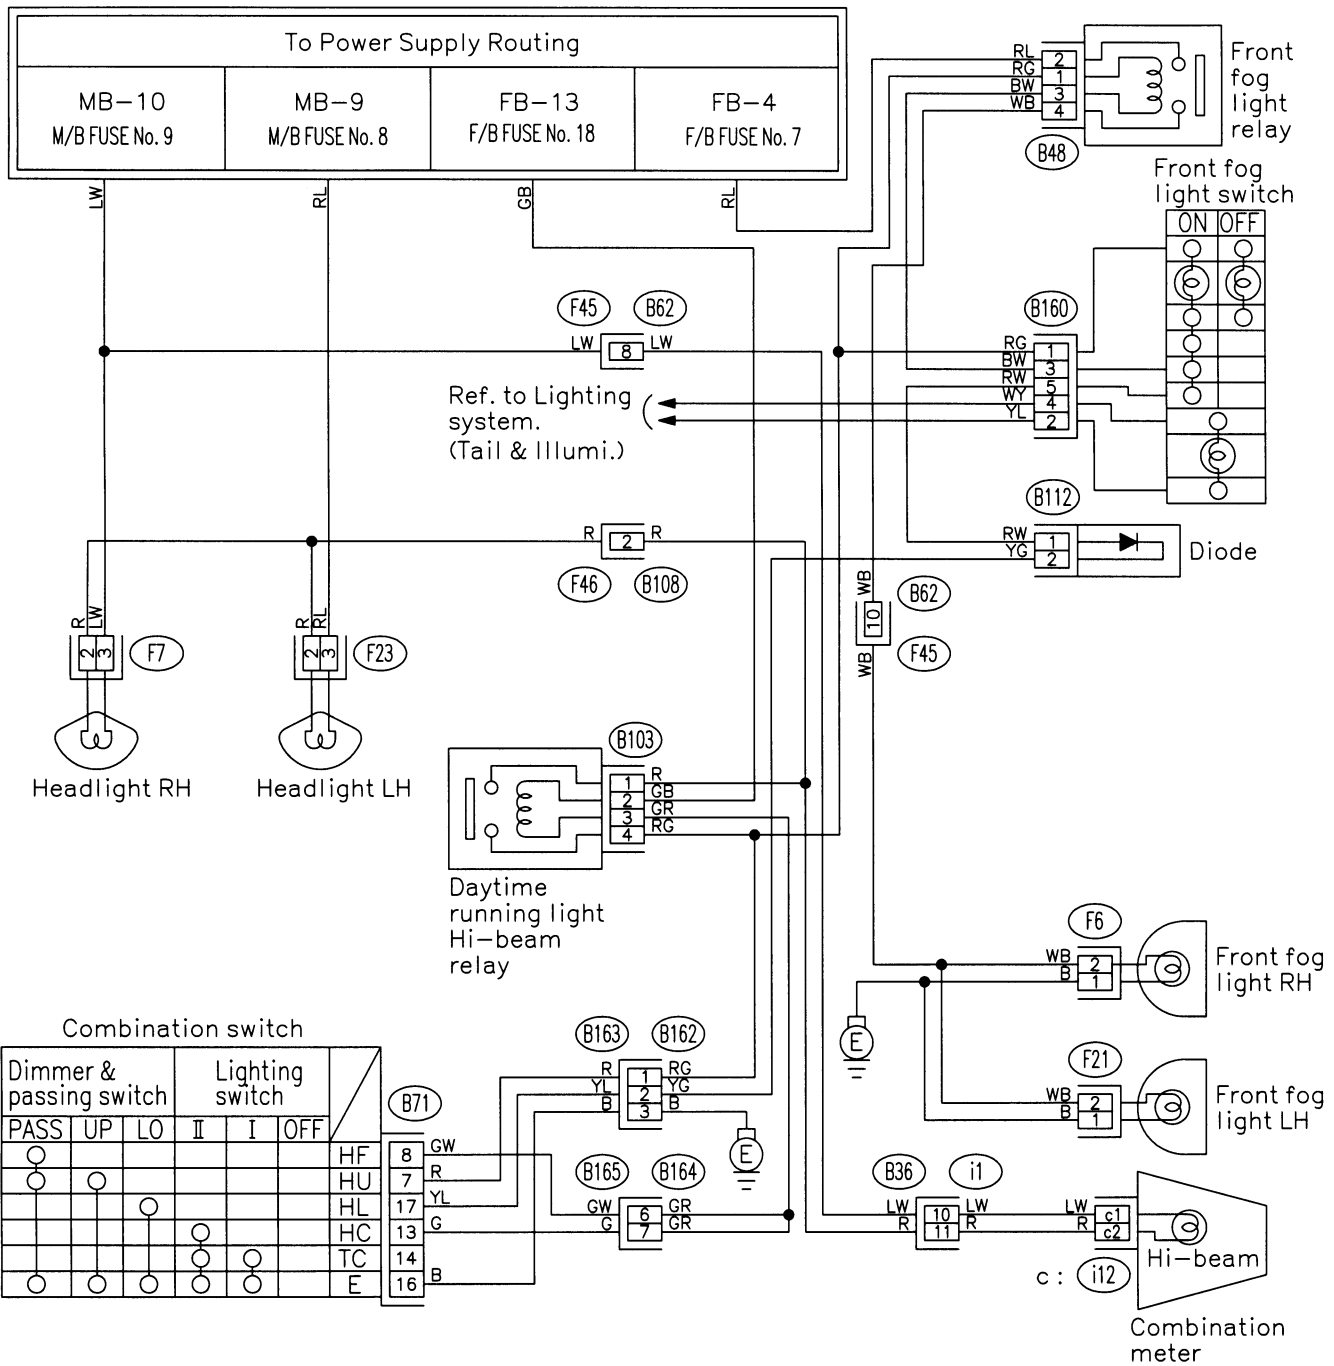 To Power Supply Routing
MB-10
M/B FUSE No. 9
MB-9
M/B FUSE No. 8
FB-13
F/B FUSE No. 18
FB-4
F/B FUSE No. 7
LW
RL
GB
RL
RL
RG
BW
WB
2
1
3
4
B48
Front
fog
light
relay
Front fog
light switch
ON OFF
F45
B62
LW
8
LW
B160
RG
BW
RW
WY
YL
1
3
5
4
2
Ref. to Lighting
system.
(Tail & Illumi.)
B112
RW
YG
1
2
Diode
R
2
R
F46
B108
WB
10
WB
B62
F45
R
LW
2
3
F7
Headlight RH
R
RL
2
3
F23
Headlight LH
B103
1
2
3
4
R
GB
GR
RG
Daytime
running light
Hi-beam
relay
F6
WB
B
2
1
Front fog
light RH
E
F21
WB
B
2
1
Front fog
light LH
Combination switch
Dimmer &
passing switch
Lighting
switch
PASS UP LO II I OFF
HF
HU
HL
HC
TC
E
B71
8
7
17
13
14
16
GW
R
YL
G
B
B163
B162
R
YL
B
1
2
3
RG
YG
B
E
B165
B164
GW
G
6
7
GR
GR
B36
i1
LW
R
10
11
LW
R
LW
R
c1
c2
Hi-beam
c : i12
Combination
meter